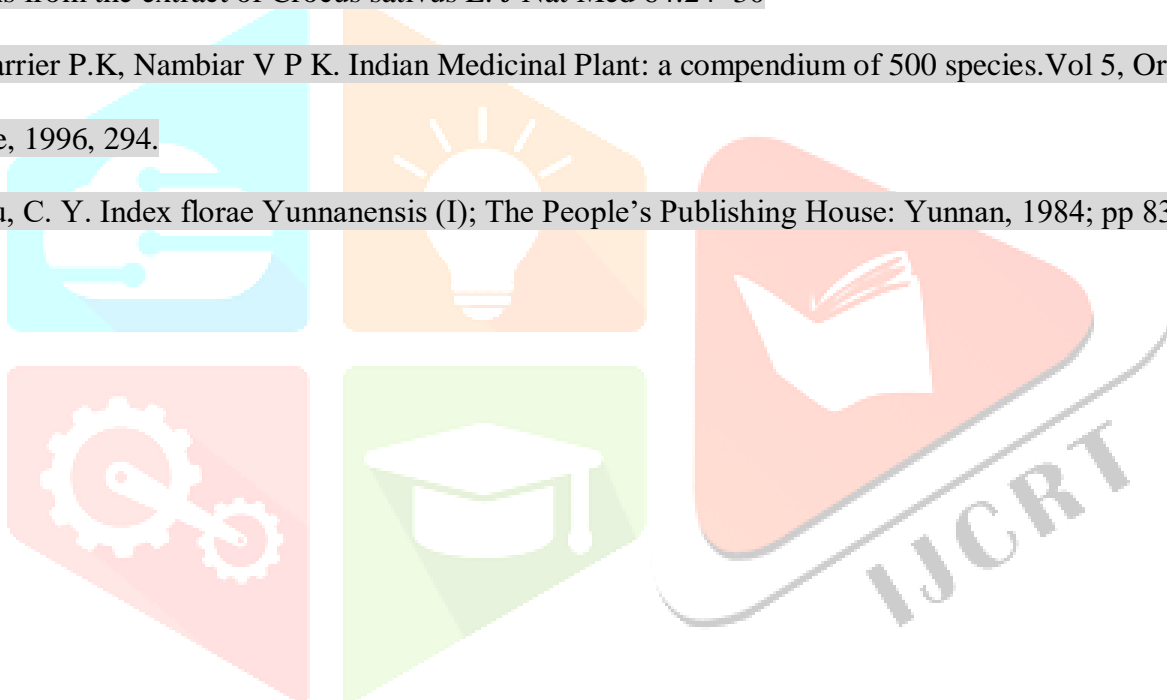 s from the extract of Crocus sativus L. J Nat Med 64:24–30
arrier P.K, Nambiar V P K. Indian Medicinal Plant: a compendium of 500 species.Vol 5, Or
e, 1996, 294.
u, C. Y. Index florae Yunnanensis (I); The People’s Publishing House: Yunnan, 1984; pp 83
IJCRT